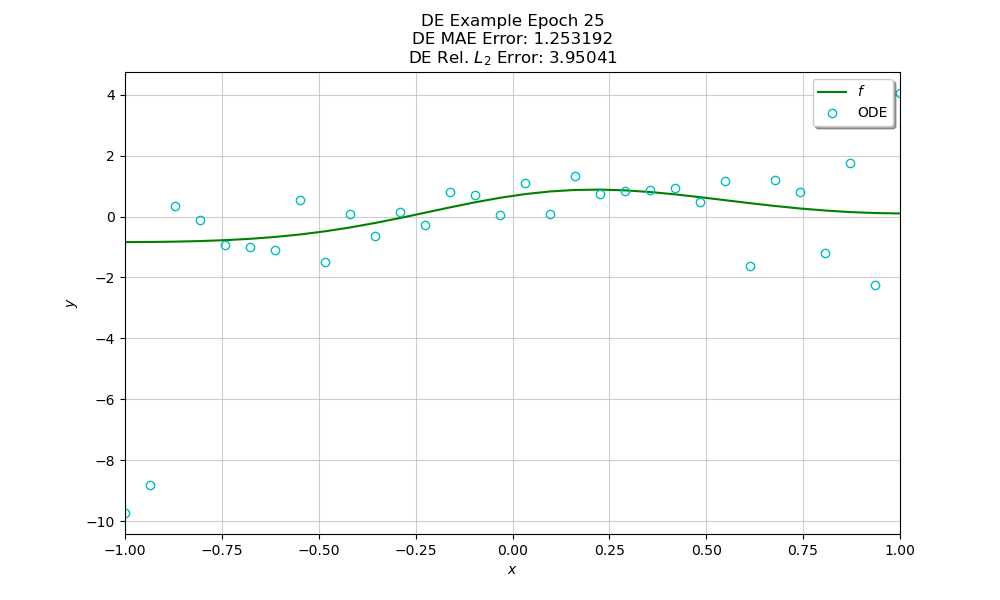 DE Example Epoch 25
DE MAE Error: 1.253192
DE Rel. $L_2$ Error: 3.95041
f
ODE
4
2
0
−2
−4
−6
−8
−10
y
−1.00 −0.75 −0.50 −0.25 0.00 0.25 0.50 0.75 1.00
x